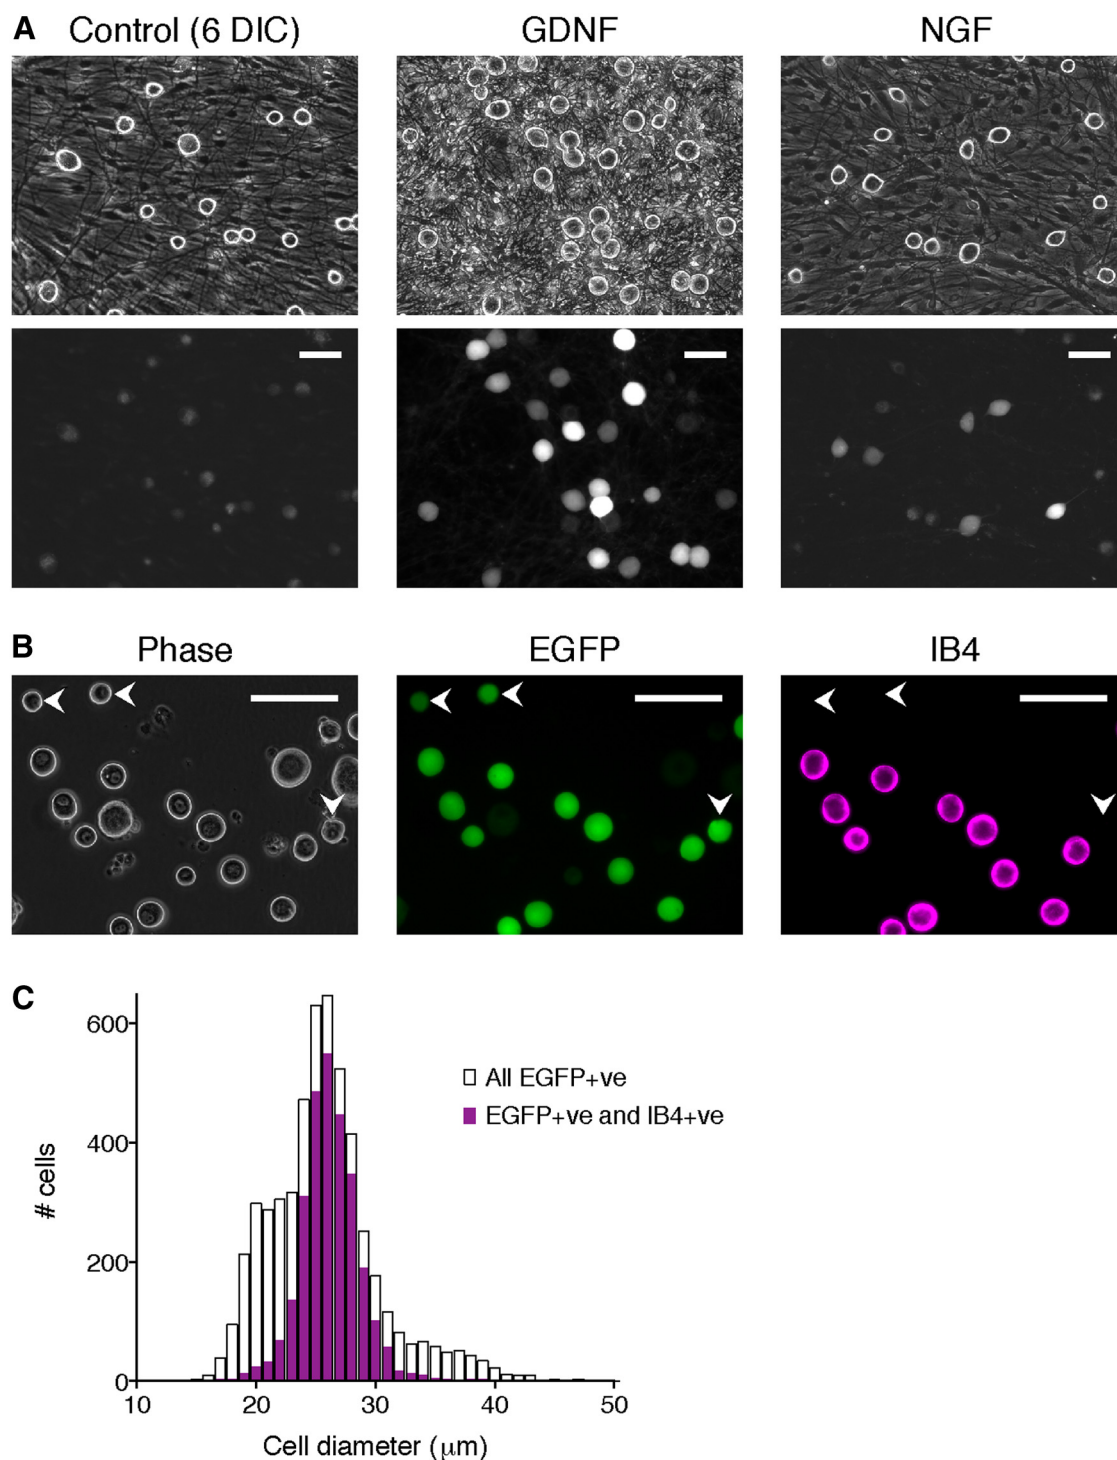 A
Control (6 DIC)
GDNF
NGF
B
Phase
EGFP
IB4
C
600
400
200
0
# cells
All EGFP+ve
EGFP+ve and IB4+ve
10
20
30
40
50
Cell diameter (μm)